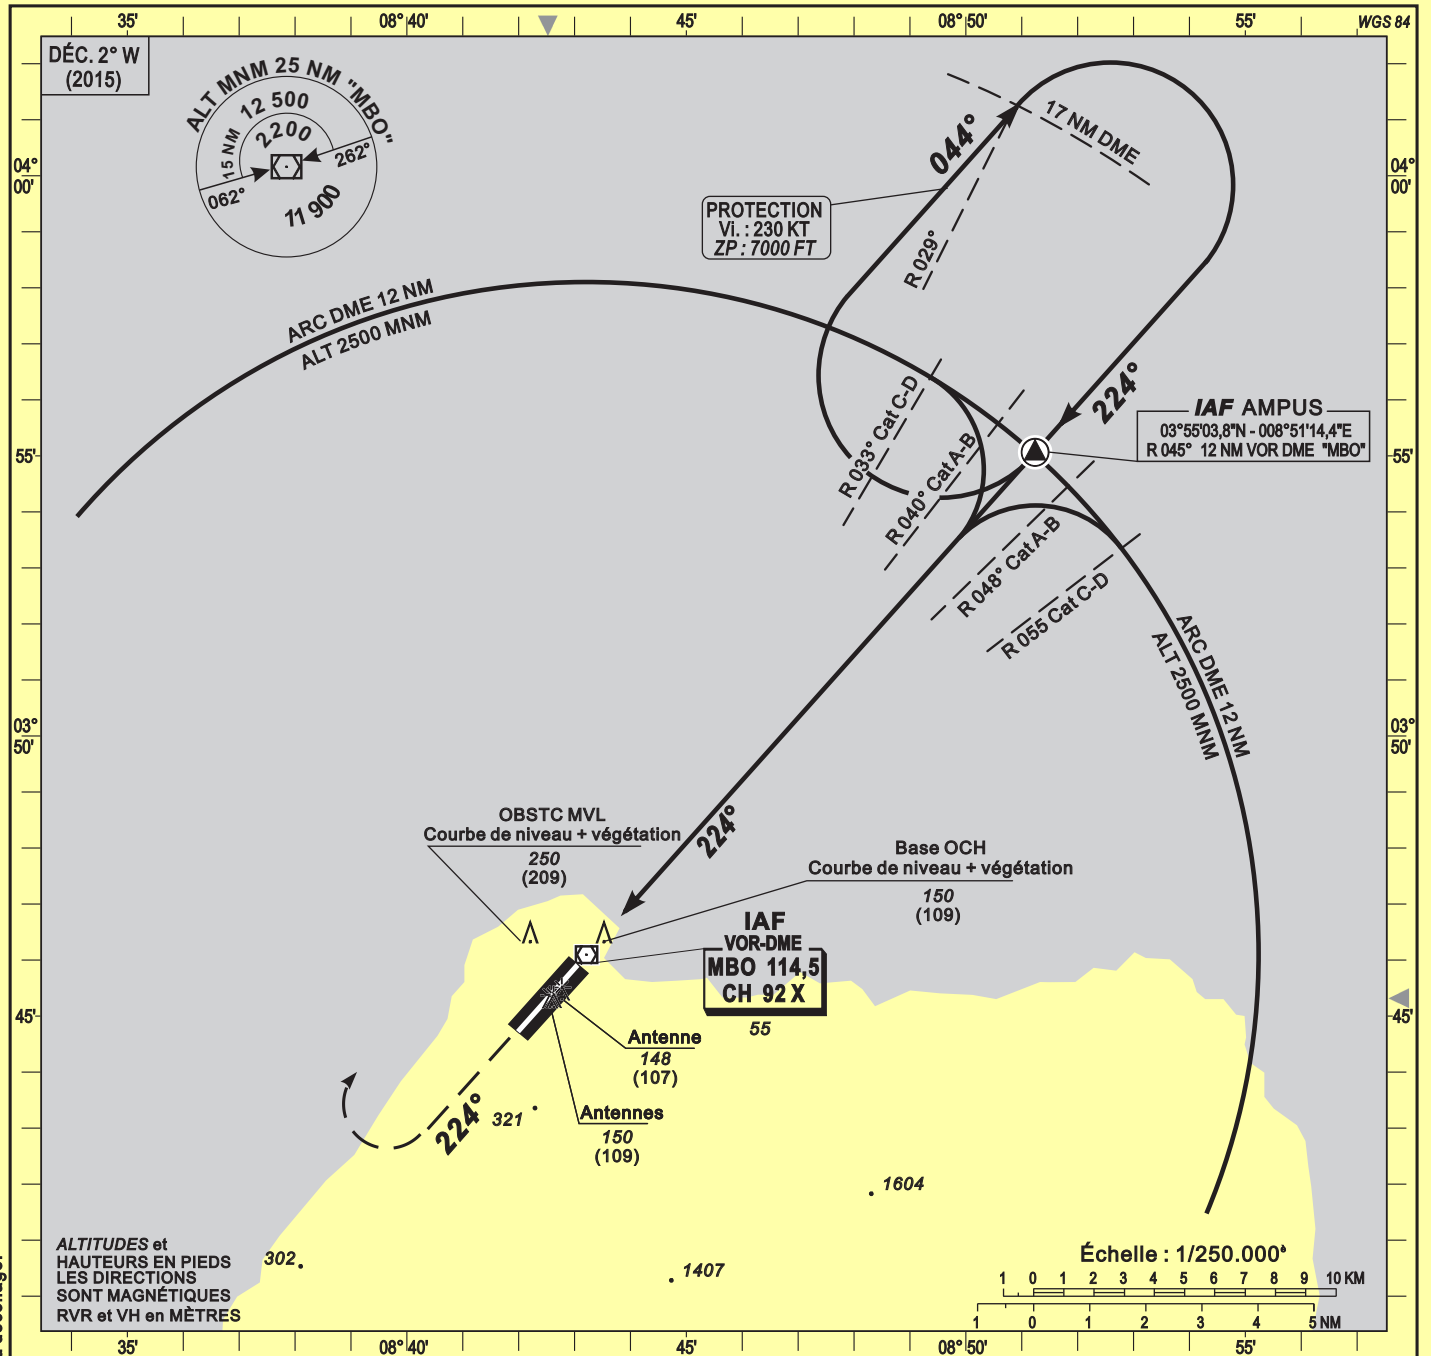 35'
08°40'
45'
08°50'
55'
WGS 84
DÉC. 2° W
(2015)
ALT MNM 25 NM "MBO"
12 500
2200
15 NM
262°
062°
11 900
04°
00'
04°
00'
17 NM DME
044°
PROTECTION
Vi. : 230 KT
ZP : 7000 FT
R 029°
ARC DME 12 NM
ALT 2500 MNM
224°
IAF AMPUS
03°55'03,8"N - 008°51'14,4"E
R 045° 12 NM VOR DME "MBO"
R 033° Cat C-D
R 040° Cat A-B
55'
55'
R 048° Cat A-B
R 055 Cat C-D
ARC DME 12 NM
ALT 2500 MNM
03°
50'
03°
50'
224°
OBSTC MVL
Courbe de niveau + végétation
250
(209)
Base OCH
Courbe de niveau + végétation
150
(109)
IAF
VOR-DME
MBO 114,5
CH 92 X
55
45'
45'
Antenne
148
(107)
Antennes
150
(109)
224°
321
1604
302
1407
ALTITUDES et
HAUTEURS EN PIEDS
LES DIRECTIONS
SONT MAGNÉTIQUES
RVR et VH en MÈTRES
Échelle : 1/250.000è
1 0 1 2 3 4 5 6 7 8 9 10 KM
1 0 1 2 3 4 5 NM
35'
08°40'
45'
08°50'
55'